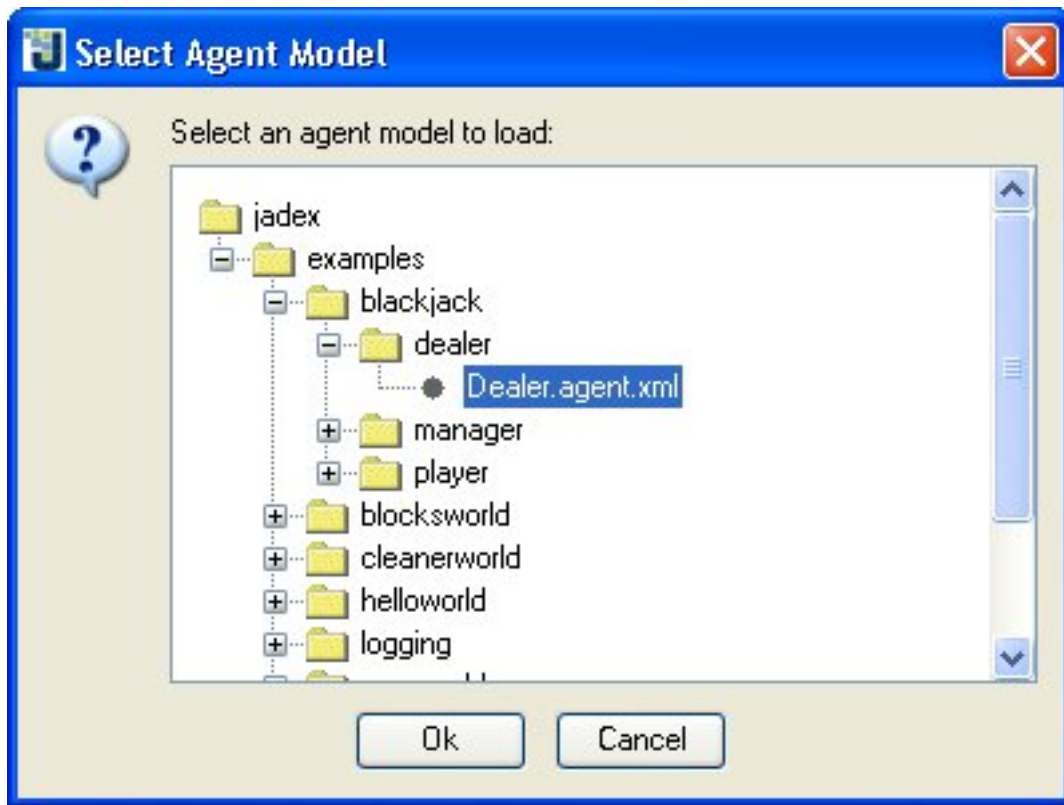 Select Agent Model
Select an agent model to load:
jadex
examples
blackjack
dealer
Dealer.agent.xml
manager
player
blocksworld
cleanerworld
helloworld
logging
Ok Cancel